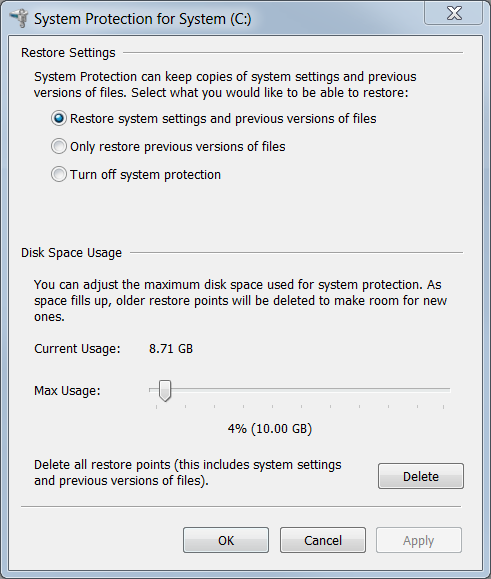 System Protection for System (C:)
Restore Settings
System Protection can keep copies of system settings and previous
versions of files. Select what you would like to be able to restore:
Restore system settings and previous versions of files
Only restore previous versions of files
Turn off system protection
Disk Space Usage
You can adjust the maximum disk space used for system protection. As
space fills up, older restore points will be deleted to make room for new
ones.
Current Usage: 8.71 GB
Max Usage:
4% (10.00 GB)
Delete all restore points (this includes system settings
and previous versions of files).
Delete
OK Cancel Apply